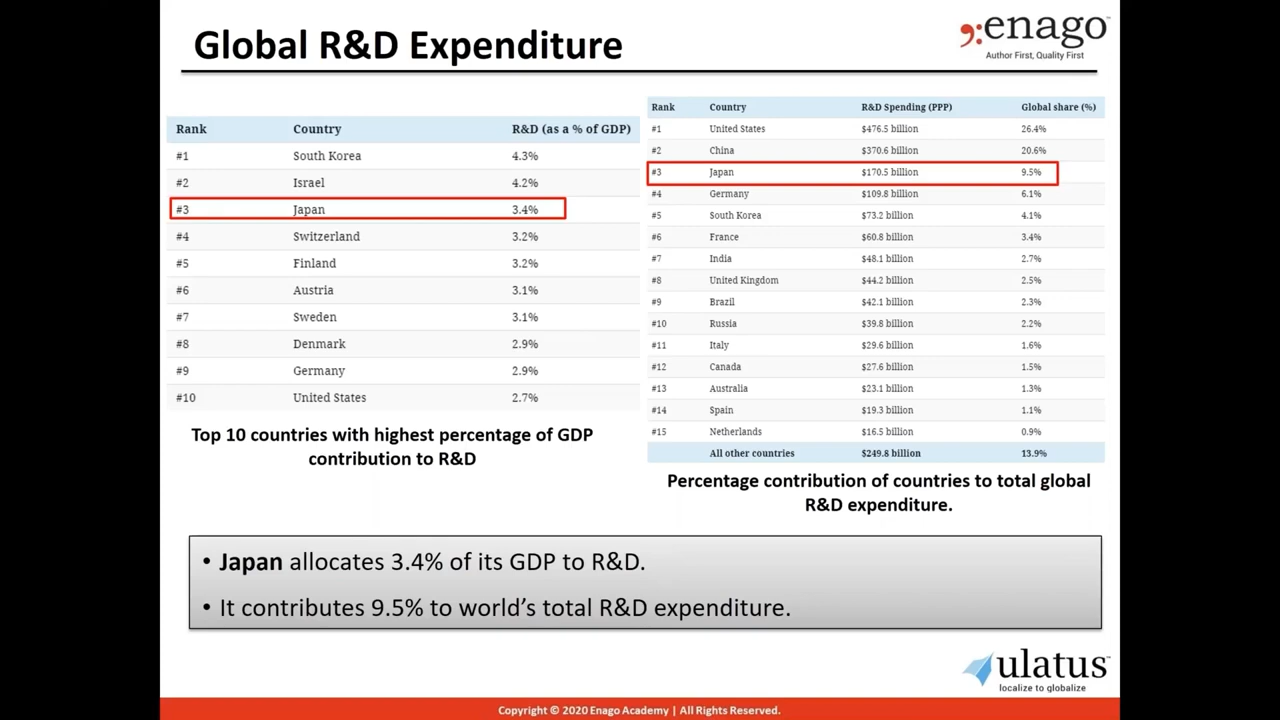 Global R&D Expenditure
enago™
Author First, Quality First
Rank Country R&D (as a % of GDP)
#1 South Korea 4.3%
#2 Israel 4.2%
#3 Japan 3.4%
#4 Switzerland 3.2%
#5 Finland 3.2%
#6 Austria 3.1%
#7 Sweden 3.1%
#8 Denmark 2.9%
#9 Germany 2.9%
#10 United States 2.7%
Top 10 countries with highest percentage of GDP
contribution to R&D
Rank Country R&D Spending (PPP) Global share (%)
#1 United States $476.5 billion 26.4%
#2 China $370.6 billion 20.6%
#3 Japan $170.5 billion 9.5%
#4 Germany $109.8 billion 6.1%
#5 South Korea $73.2 billion 4.1%
#6 France $60.8 billion 3.4%
#7 India $48.1 billion 2.7%
#8 United Kingdom $44.2 billion 2.5%
#9 Brazil $42.1 billion 2.3%
#10 Russia $39.8 billion 2.2%
#11 Italy $29.6 billion 1.6%
#12 Canada $27.6 billion 1.5%
#13 Australia $23.1 billion 1.3%
#14 Spain $19.3 billion 1.1%
#15 Netherlands $16.5 billion 0.9%
All other countries $249.8 billion 13.9%
Percentage contribution of countries to total global
R&D expenditure.
• Japan allocates 3.4% of its GDP to R&D.
• It contributes 9.5% to world's total R&D expenditure.
ulatus™
localize to globalize
Copyright © 2020 Enago Academy | All Rights Reserved.